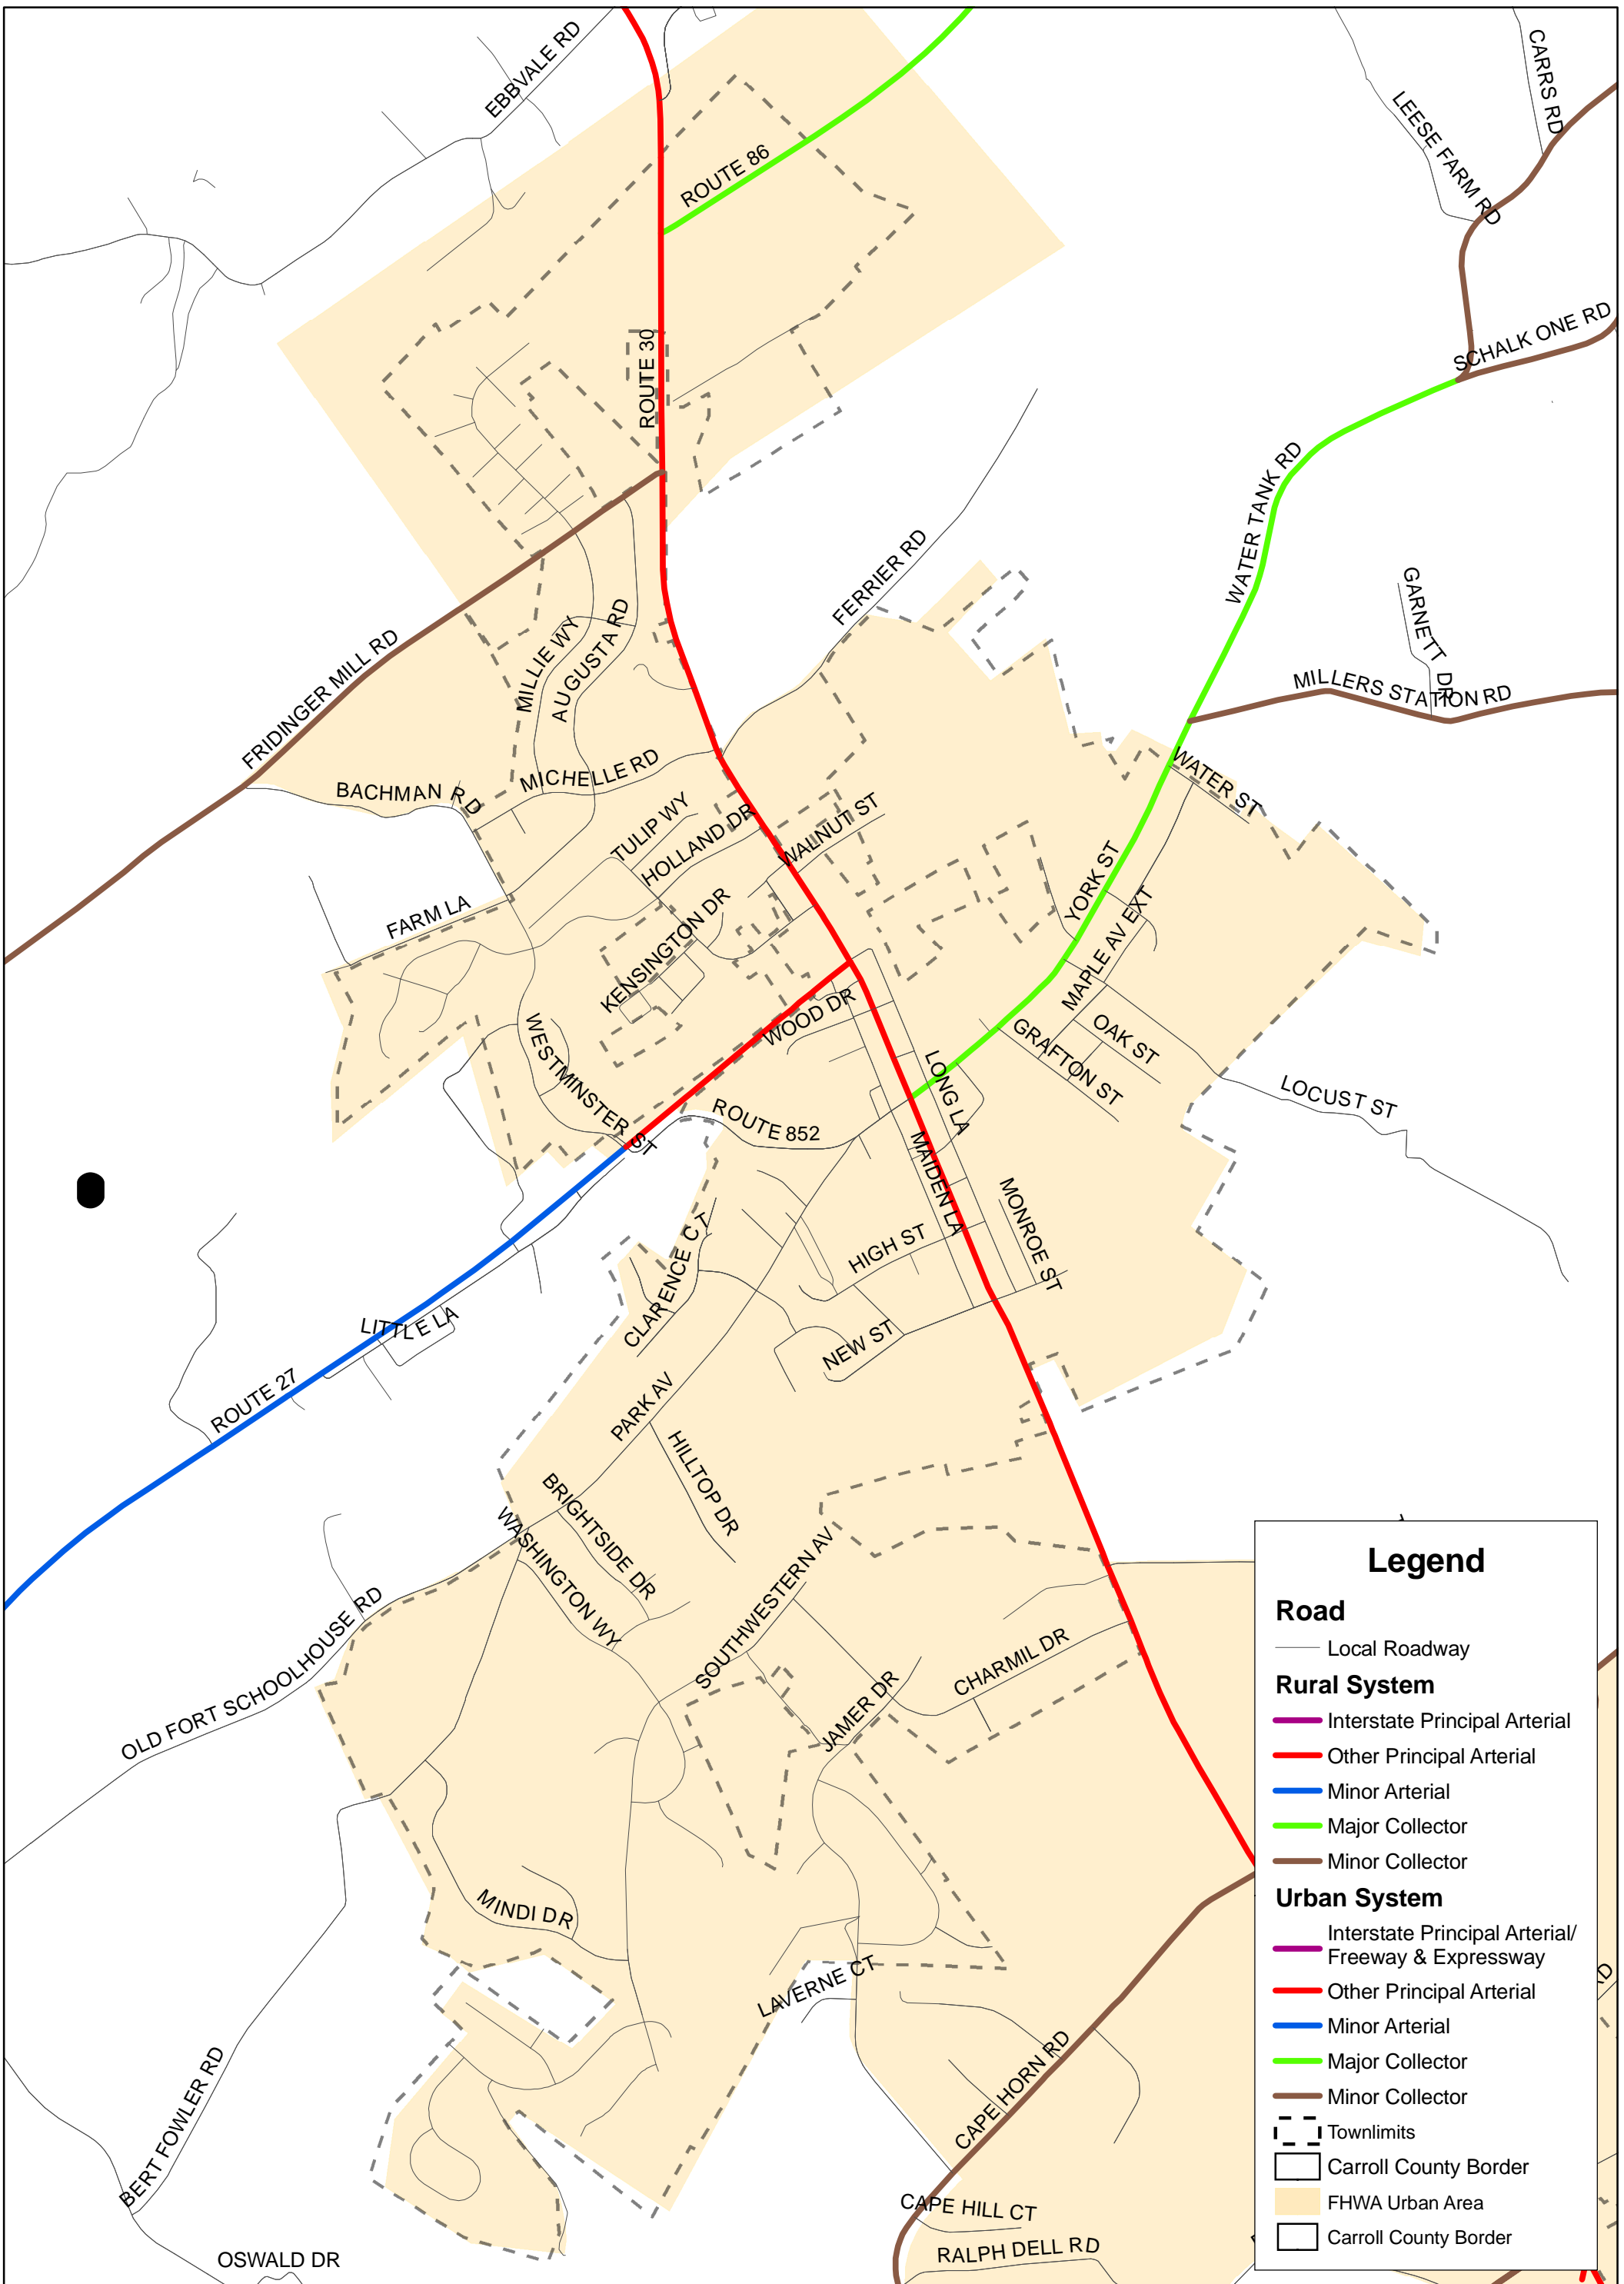 EBBVALE RD
CARRS RD
LEESE FARM RD
ROUTE 86
SCHALK ONE RD
ROUTE 30
WATER TANK RD
FERRIER RD
GARNETT DR
MILLIE WY
AUGUSTA RD
FRIDINGER MILL RD
MILLERS STATION RD
MICHELLE RD
BACHMAN RD
WATER ST
TULIP WY
HOLLAND DR
WALNUT ST
YORK ST
FARM LA
KENSINGTON DR
MAPLE AV EXT
WOOD DR
OAK ST
GRAFTON ST
WESTMINSTER ST
LONG LA
LOCUST ST
ROUTE 852
MAIDEN LA
MONROE ST
HIGH ST
CLARENCE CT
LITTLE LA
NEW ST
ROUTE 27
PARK AV
HILLTOP DR
BRIGHTSIDE DR
WASHINGTON WY
SOUTHWESTERN AV
OLD FORT SCHOOLHOUSE RD
CHARMIL DR
JAMER DR
MINDI DR
LAVERNE CT
CAPE HORN RD
BERT FOWLER RD
CAPE HILL CT
RALPH DELL RD
OSWALD DR
RD
Legend
Road
Local Roadway
Rural System
Interstate Principal Arterial
Other Principal Arterial
Minor Arterial
Major Collector
Minor Collector
Urban System
Interstate Principal Arterial/
Freeway & Expressway
Other Principal Arterial
Minor Arterial
Major Collector
Minor Collector
Townlimits
Carroll County Border
FHWA Urban Area
Carroll County Border